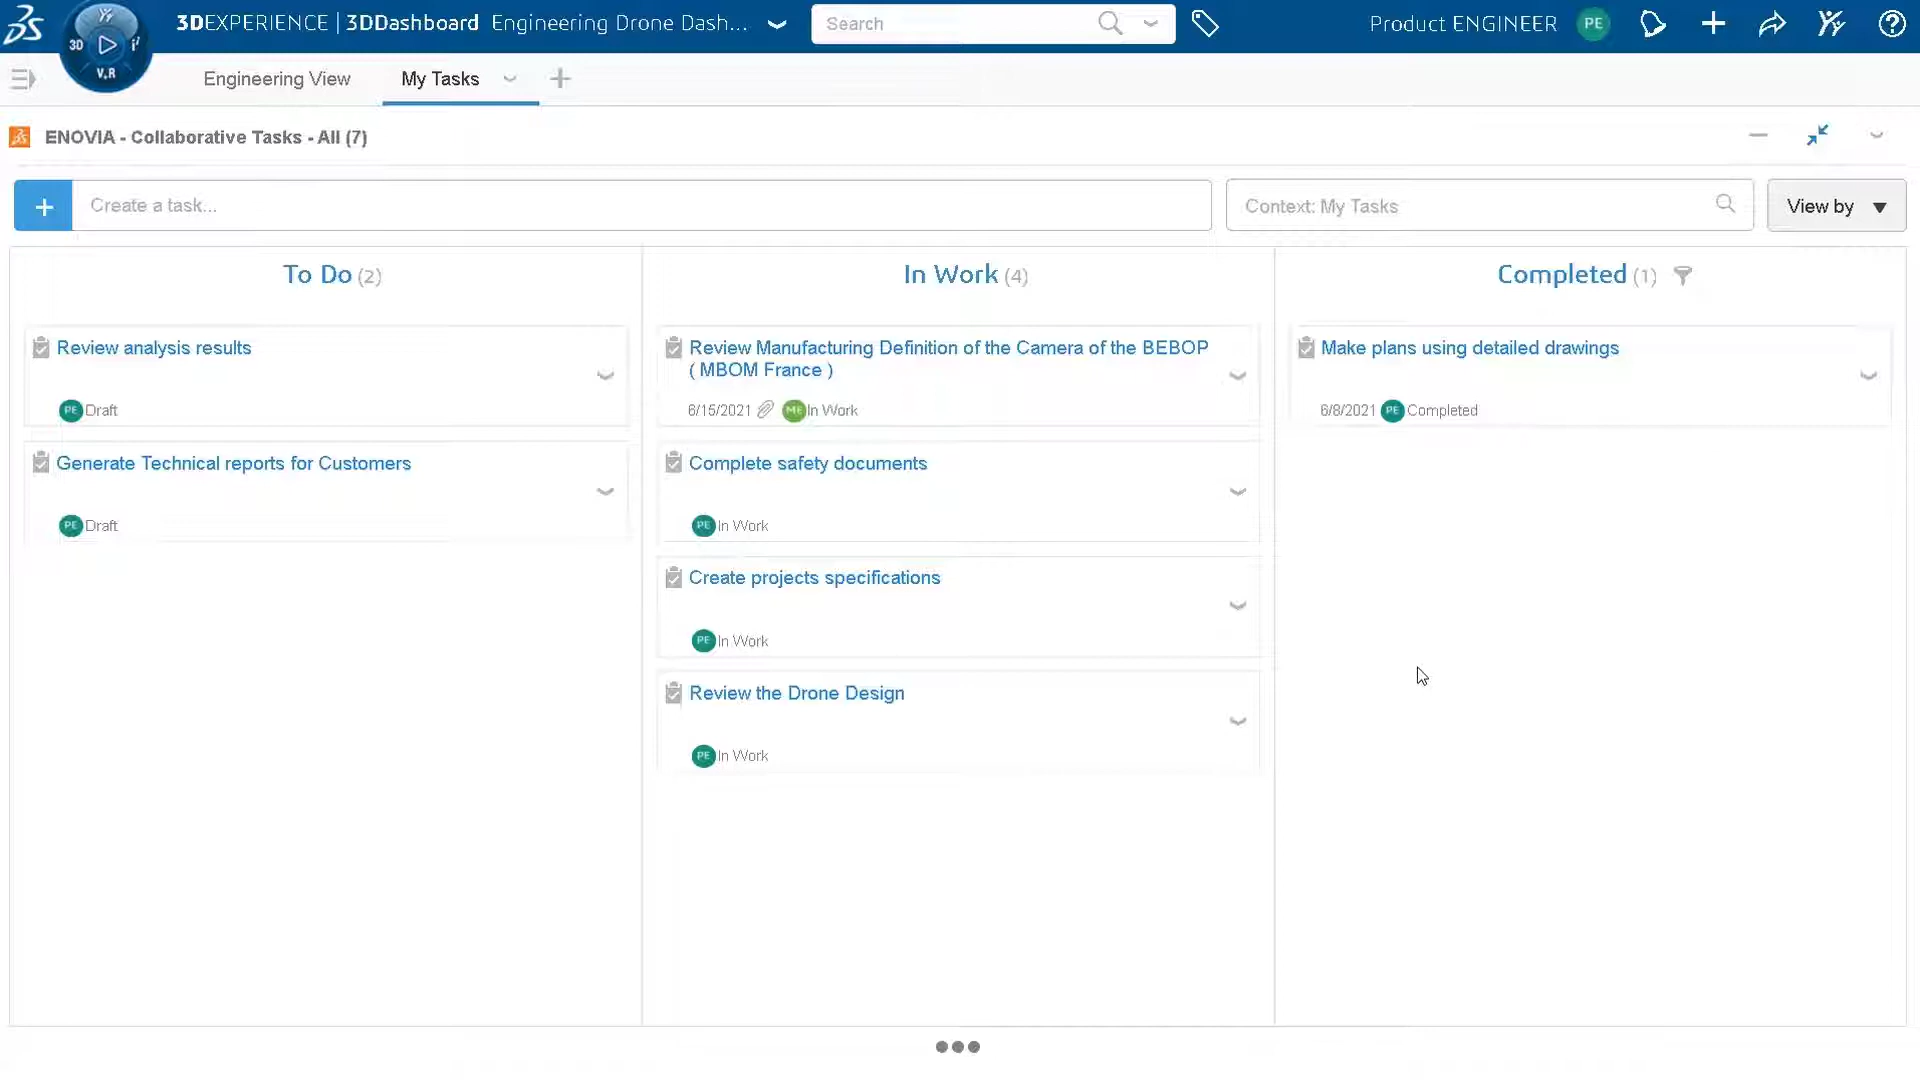 3DEXPERIENCE | 3DDashboard Engineering Drone Dash...
Search
Product ENGINEER PE
3D
V,R
Engineering View
My Tasks
ENOVIA - Collaborative Tasks - All (7)
Create a task...
Context: My Tasks
View by
To Do (2)
Review analysis results
PE Draft
Generate Technical reports for Customers
PE Draft
In Work (4)
Review Manufacturing Definition of the Camera of the BEBOP
( MBOM France )
6/15/2021 ME In Work
Complete safety documents
PE In Work
Create projects specifications
PE In Work
Review the Drone Design
PE In Work
Completed (1)
Make plans using detailed drawings
6/8/2021 PE Completed